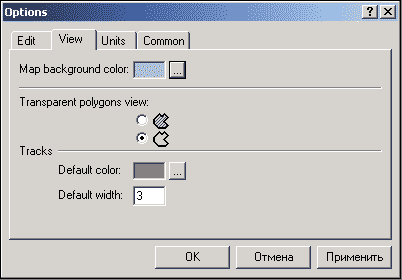 Options
Edit View Units Common
Map background color: ...
Transparent polygons view:
Tracks
Default color: ...
Default width: 3
OK Отмена Применить